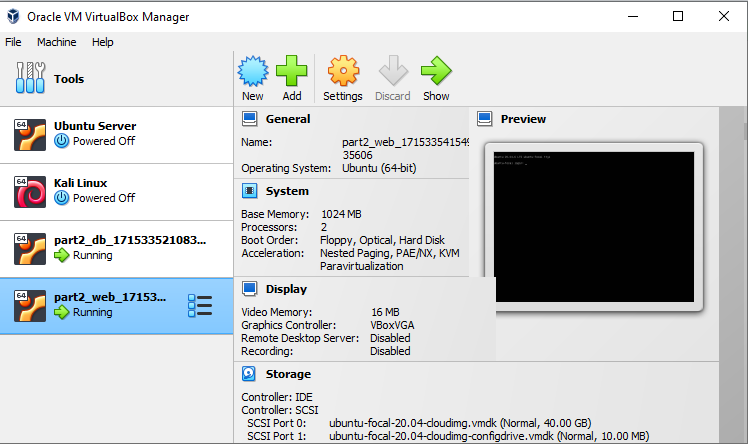 Oracle VM VirtualBox Manager
File Machine Help
Tools
New Add Settings Discard Show
64 Ubuntu Server
Powered Off
64 Kali Linux
Powered Off
64 part2_db_171533521083...
Running
64 part2_web_17153...
Running
General
Name: part2_web_171533541549
35606
Operating System: Ubuntu (64-bit)
System
Base Memory: 1024 MB
Processors: 2
Boot Order: Floppy, Optical, Hard Disk
Acceleration: Nested Paging, PAE/NX, KVM
Paravirtualization
Display
Video Memory: 16 MB
Graphics Controller: VBoxVGA
Remote Desktop Server: Disabled
Recording: Disabled
Storage
Controller: IDE
Controller: SCSI
SCSI Port 0: ubuntu-focal-20.04-cloudimg.vmdk (Normal, 40.00 GB)
SCSI Port 1: ubuntu-focal-20.04-cloudimg-configdrive.vmdk (Normal, 10.00 MB)
Preview